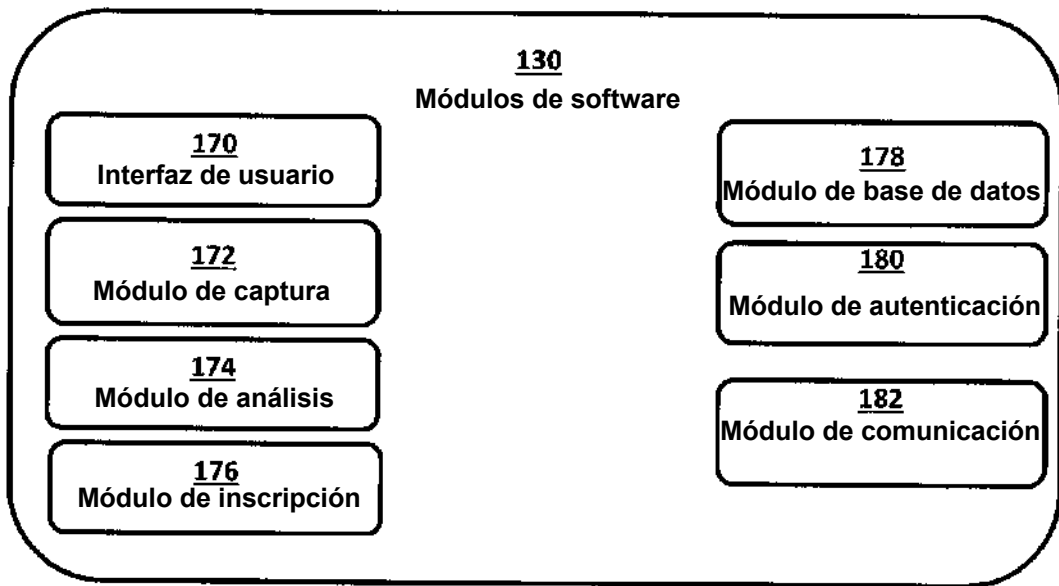 130
Módulos de software
170
Interfaz de usuario
172
Módulo de captura
174
Módulo de análisis
176
Módulo de inscripción
178
Módulo de base de datos
180
Módulo de autenticación
182
Módulo de comunicación